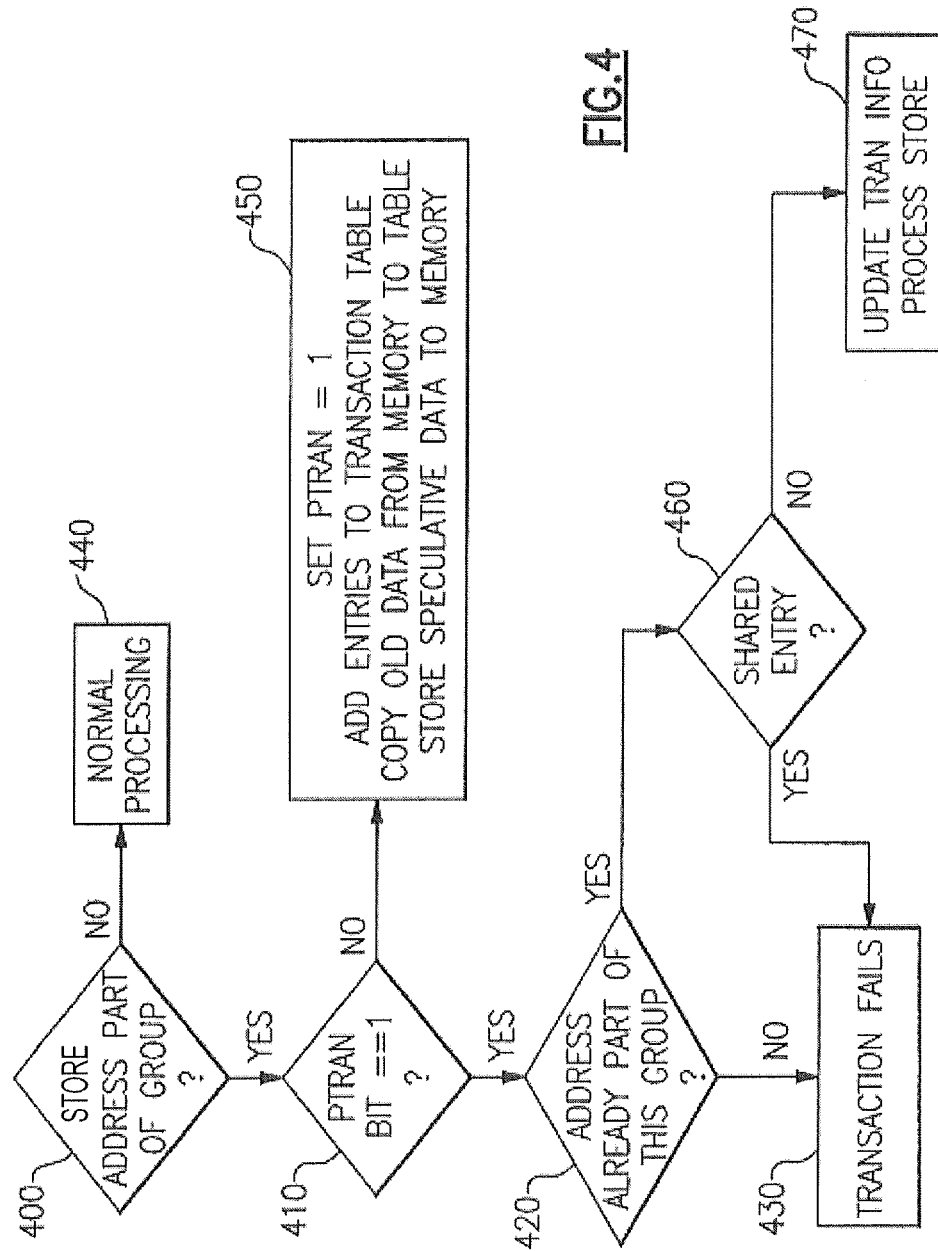 400
STORE
ADDRESS PART
OF GROUP
?
NO
440
NORMAL
PROCESSING
YES
410
PTRAN
BIT ==1
?
NO
450
SET PTRAN = 1
ADD ENTRIES TO TRANSACTION TABLE
COPY OLD DATA FROM MEMORY TO TABLE
STORE SPECULATIVE DATA TO MEMORY
YES
420
ADDRESS
ALREADY PART OF
THIS GROUP
?
YES
460
SHARED
ENTRY
?
NO
470
UPDATE TRAN INFO
PROCESS STORE
YES
NO
430
TRANSACTION FAILS
FIG.4